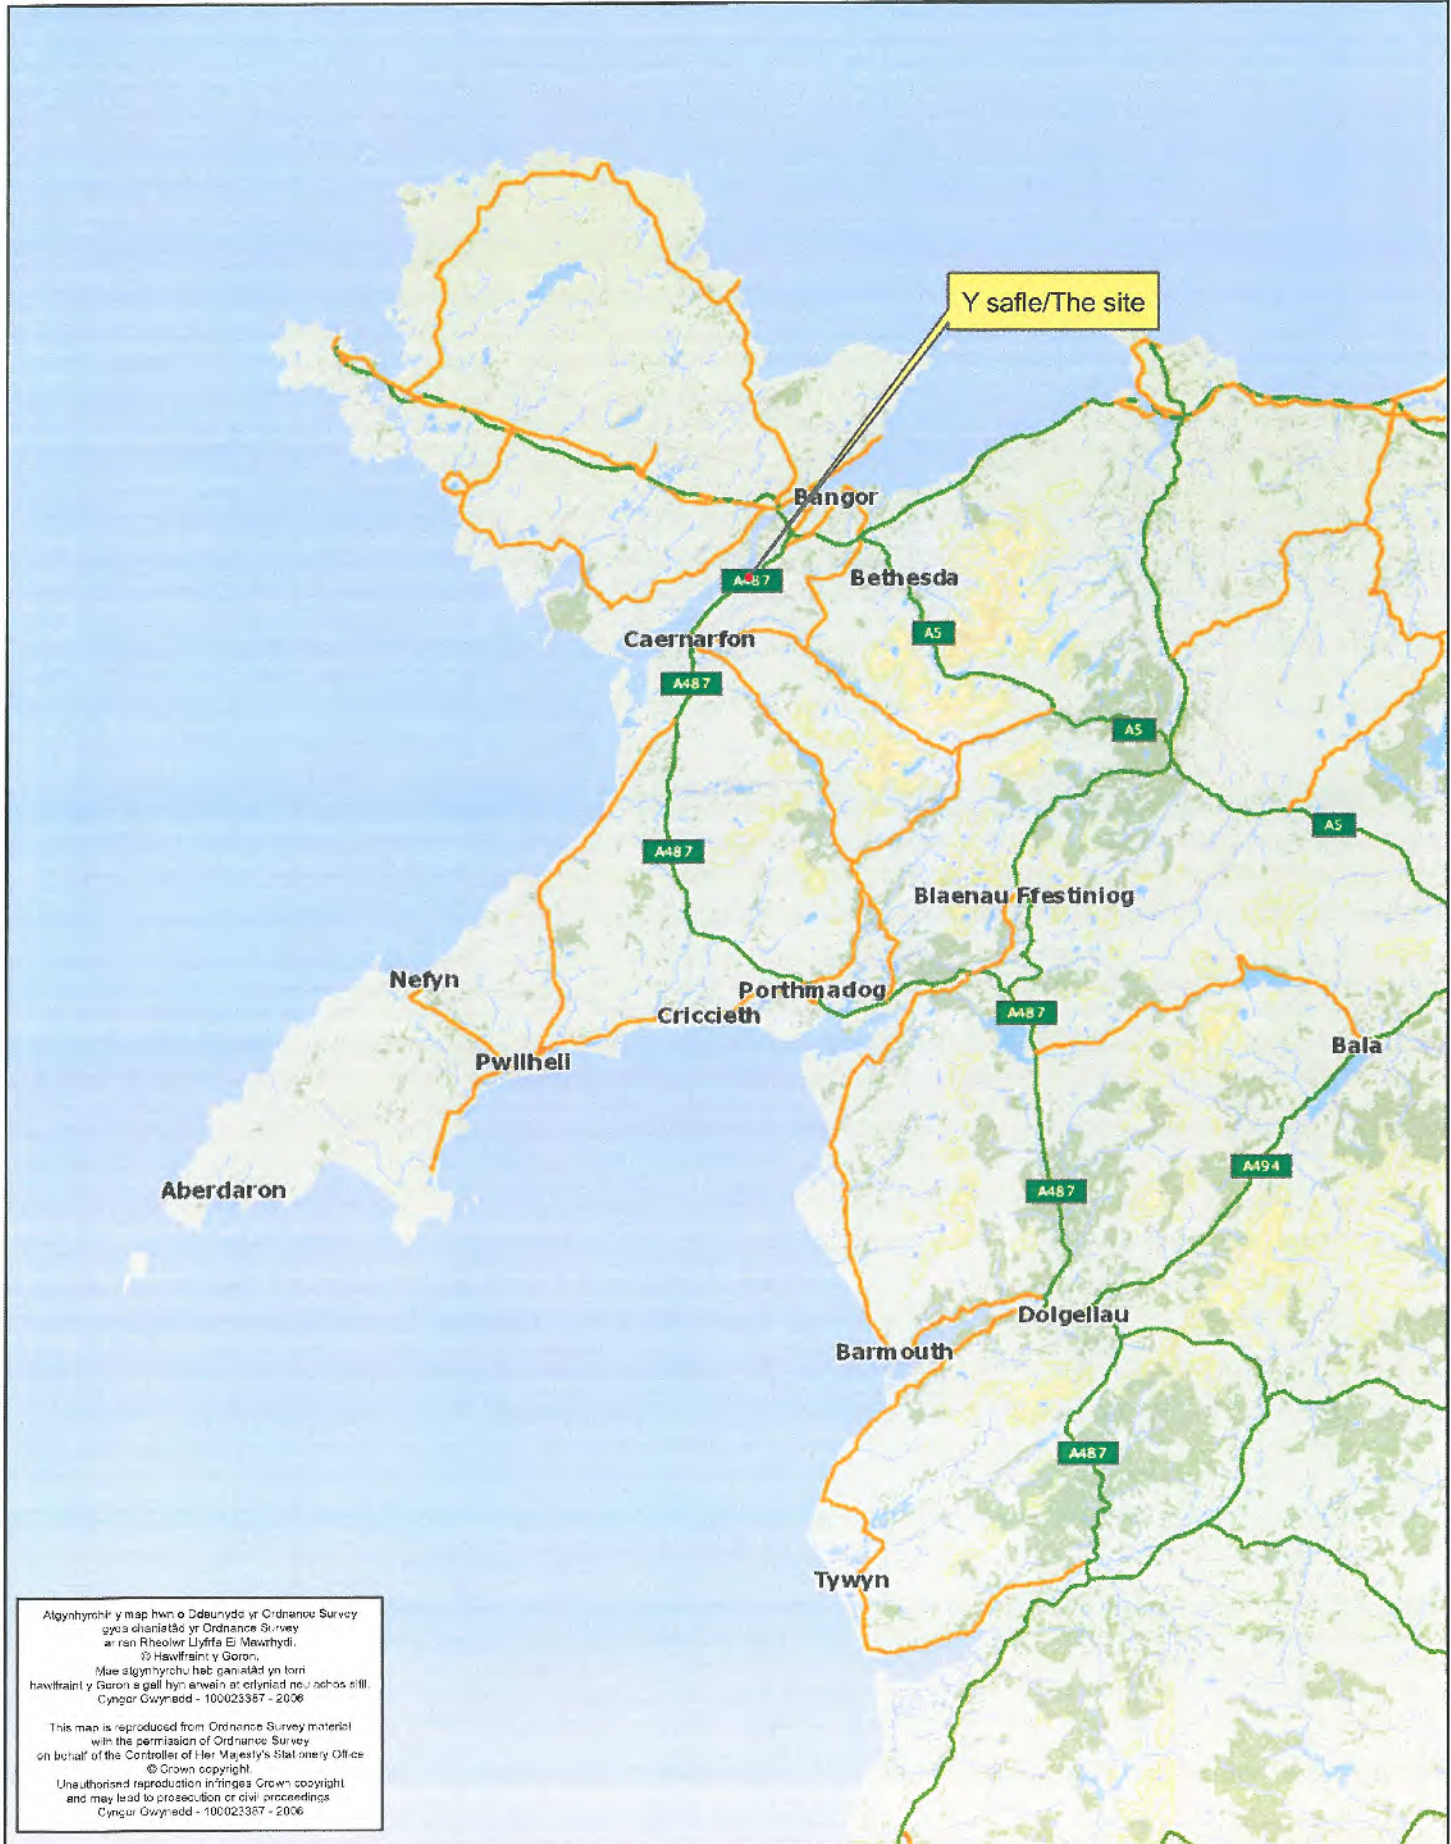 Y safle/The site
Bangor
A487
Bethesda
Caernarfon
A5
A487
A5
A5
A487
Blaenau Ffestiniog
Nefyn
Porthmadog
Criccieth
A487
Bala
Pwllheli
A494
Aberdaron
A487
Dolgellau
Barmouth
A487
Tywyn
Atgynhyrchir y map hwn o Ddeunydd yr Ordnance Survey
gyda chaniatâd yr Ordnance Survey
ar ran Rheolwr Llyfrfa Ei Mawrhydi.
© Hawlfraint y Goron.
Mae atgynhyrchu heb ganiatâd yn torri
hawlfraint y Goron a gall hyn arwain at erlyniad neu achos sifil.
Cyngor Gwynedd - 100023387 - 2006
This map is reproduced from Ordnance Survey material
with the permission of Ordnance Survey
on behalf of the Controller of Her Majesty's Stationery Office
© Crown copyright.
Unauthorised reproduction infringes Crown copyright
and may lead to prosecution or civil proceedings
Cyngor Gwynedd - 100023387 - 2006